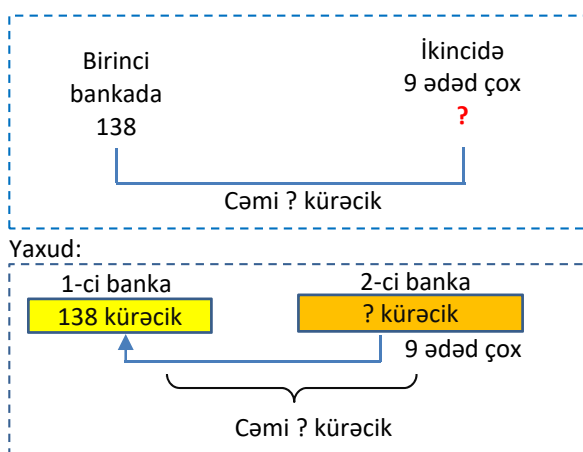 Birinci
bankada
138
İkincidə
9 ədəd çox
?
Cəmi ? kürəcik
Yaxud:
1-ci banka
2-ci banka
138 kürəcik
? kürəcik
9 ədəd çox
Cəmi ? kürəcik